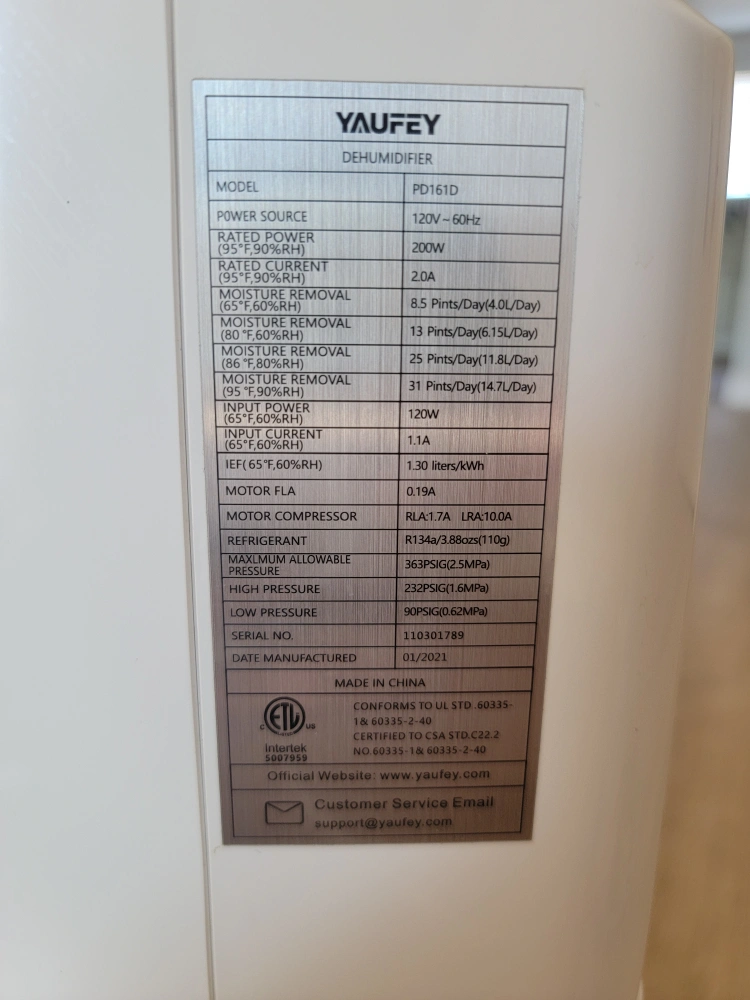 YAUFEY
DEHUMIDIFIER
MODEL PD161D
POWER SOURCE 120V~60Hz
RATED POWER
(95°F,90%RH) 200W
RATED CURRENT
(95°F,90%RH) 2.0A
MOISTURE REMOVAL
(65°F,60%RH) 8.5 Pints/Day(4.0L/Day)
MOISTURE REMOVAL
(80 °F,60%RH) 13 Pints/Day(6.15L/Day)
MOISTURE REMOVAL
(86 °F,80%RH) 25 Pints/Day(11.8L/Day)
MOISTURE REMOVAL
(95 °F,90%RH) 31 Pints/Day(14.7L/Day)
INPUT POWER
(65°F,60%RH) 120W
INPUT CURRENT
(65°F,60%RH) 1.1A
IEF( 65°F,60%RH) 1.30 liters/kWh
MOTOR FLA 0.19A
MOTOR COMPRESSOR RLA:1.7A LRA:10.0A
REFRIGERANT R134a/3.88ozs(110g)
MAXLMUM ALLOWABLE
PRESSURE 363PSIG(2.5MPa)
HIGH PRESSURE 232PSIG(1.6MPa)
LOW PRESSURE 90PSIG(0.62MPa)
SERIAL NO. 110301789
DATE MANUFACTURED 01/2021
MADE IN CHINA
C ETL US
Intertek
5007959
CONFORMS TO UL STD .60335-
1& 60335-2-40
CERTIFIED TO CSA STD.C22.2
NO.60335-1& 60335-2-40
Official Website: www.yaufey.com
Customer Service Email
support@yaufey.com